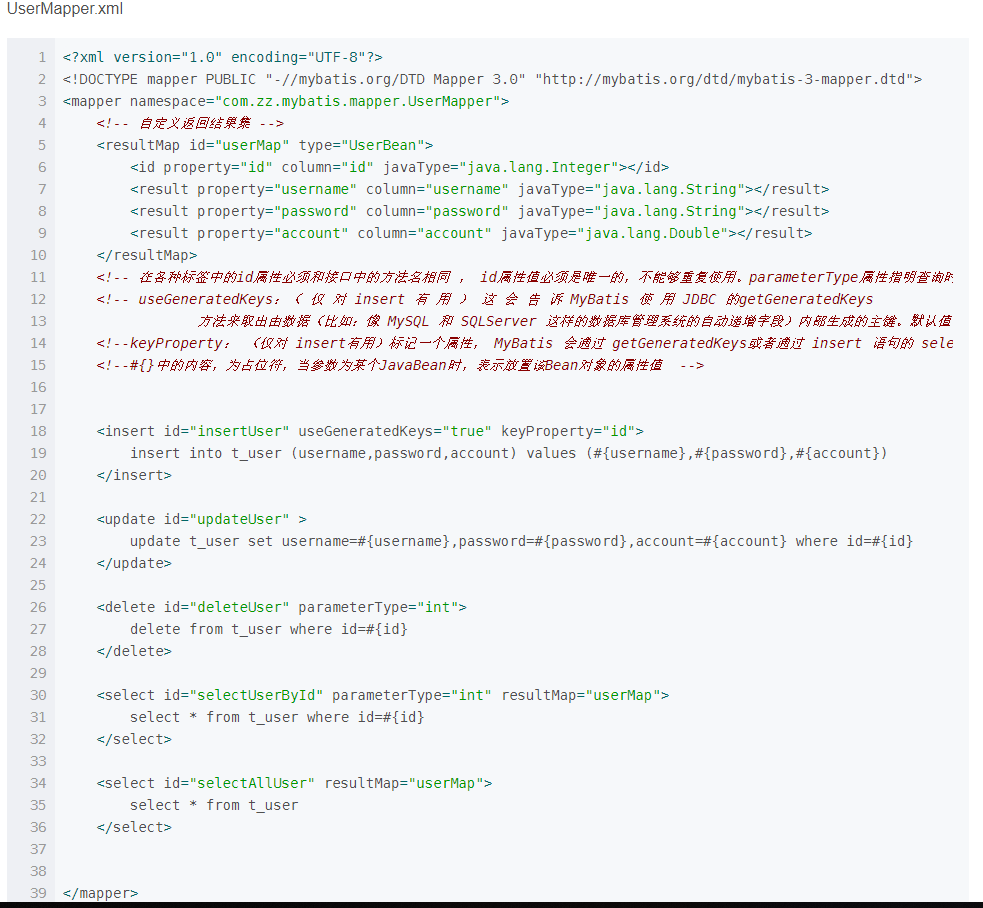 UserMapper.xml
1 <?xml version="1.0" encoding="UTF-8"?>
2 <!DOCTYPE mapper PUBLIC "-//mybatis.org/DTD Mapper 3.0" "http://mybatis.org/dtd/mybatis-3-mapper.dtd">
3 <mapper namespace="com.zz.mybatis.mapper.UserMapper">
4     <!-- 自定义返回结果集 -->
5     <resultMap id="userMap" type="UserBean">
6         <id property="id" column="id" javaType="java.lang.Integer"></id>
7         <result property="username" column="username" javaType="java.lang.String"></result>
8         <result property="password" column="password" javaType="java.lang.String"></result>
9         <result property="account" column="account" javaType="java.lang.Double"></result>
10     </resultMap>
11     <!-- 在各种标签中的id属性必须和接口中的方法名相同 ， id属性值必须是唯一的，不能够重复使用。parameterType属性指明查询时
12     <!-- useGeneratedKeys:（ 仅 对 insert 有 用 ） 这 会 告 诉 MyBatis 使 用 JDBC 的getGeneratedKeys
13                 方法来取出由数据（比如：像 MySQL 和 SQLServer 这样的数据库管理系统的自动递增字段）内部生成的主键。默认值
14     <!--keyProperty： （仅对 insert有用）标记一个属性， MyBatis 会通过 getGeneratedKeys或者通过 insert 语句的 sele
15     <!--#{}中的内容，为占位符，当参数为某个JavaBean时，表示放置该Bean对象的属性值  -->
16
17
18     <insert id="insertUser" useGeneratedKeys="true" keyProperty="id">
19         insert into t_user (username,password,account) values (#{username},#{password},#{account})
20     </insert>
21
22     <update id="updateUser" >
23         update t_user set username=#{username},password=#{password},account=#{account} where id=#{id}
24     </update>
25
26     <delete id="deleteUser" parameterType="int">
27         delete from t_user where id=#{id}
28     </delete>
29
30     <select id="selectUserById" parameterType="int" resultMap="userMap">
31         select * from t_user where id=#{id}
32     </select>
33
34     <select id="selectAllUser" resultMap="userMap">
35         select * from t_user
36     </select>
37
38
39 </mapper>